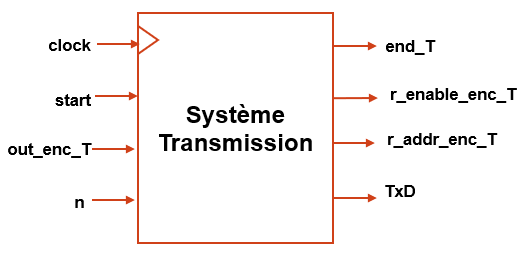 clock
start
out_enc_T
n
Système
Transmission
end_T
r_enable_enc_T
r_addr_enc_T
TxD